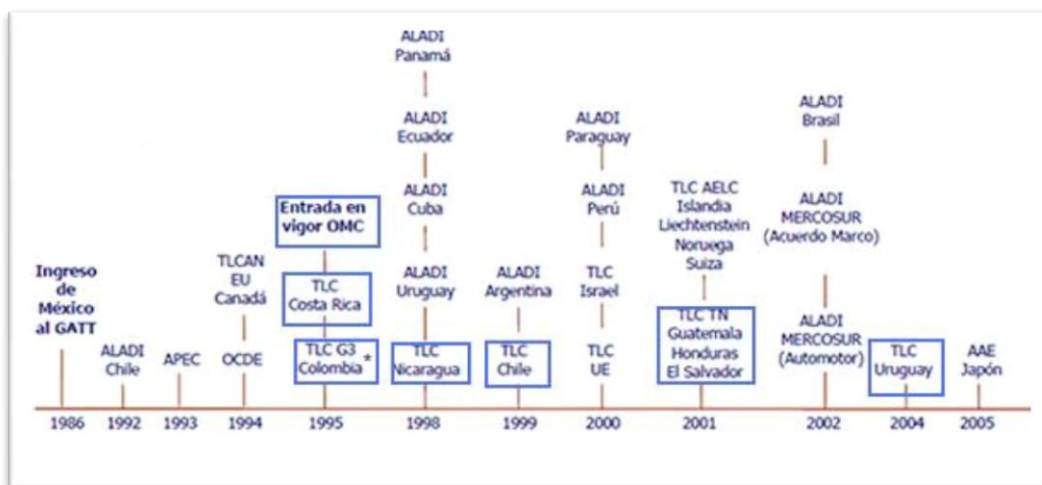 Ingreso
de
México
al GATT
ALADI
Chile
APEC
TLCAN
EU
Canadá
OCDE
Entrada en
vigor OMC
TLC
Costa Rica
TLC G3
Colombia *
ALADI
Panamá
ALADI
Ecuador
ALADI
Cuba
ALADI
Uruguay
TLC
Nicaragua
ALADI
Argentina
TLC
Chile
ALADI
Paraguay
ALADI
Perú
TLC
Israel
TLC
UE
TLC AELC
Islandia
Liechtenstein
Noruega
Suiza
TLC TN
Guatemala
Honduras
El Salvador
ALADI
Brasil
ALADI
MERCOSUR
(Acuerdo Marco)
ALADI
MERCOSUR
(Automotor)
TLC
Uruguay
AAE
Japón
1986 1992 1993 1994 1995 1998 1999 2000 2001 2002 2004 2005